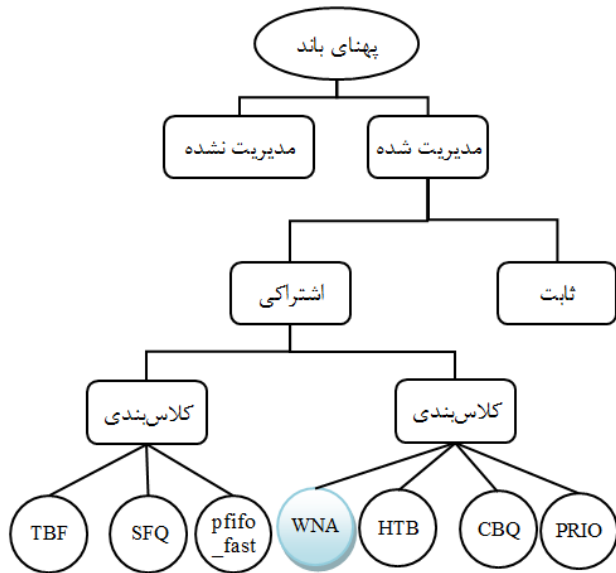 پهنای باند
مدیریت شده
مدیریت نشده
ثابت
اشتراکی
کلاس‌بندی
کلاس‌بندی
TBF
SFQ
pfifo
_fast
WNA
HTB
CBQ
PRIO